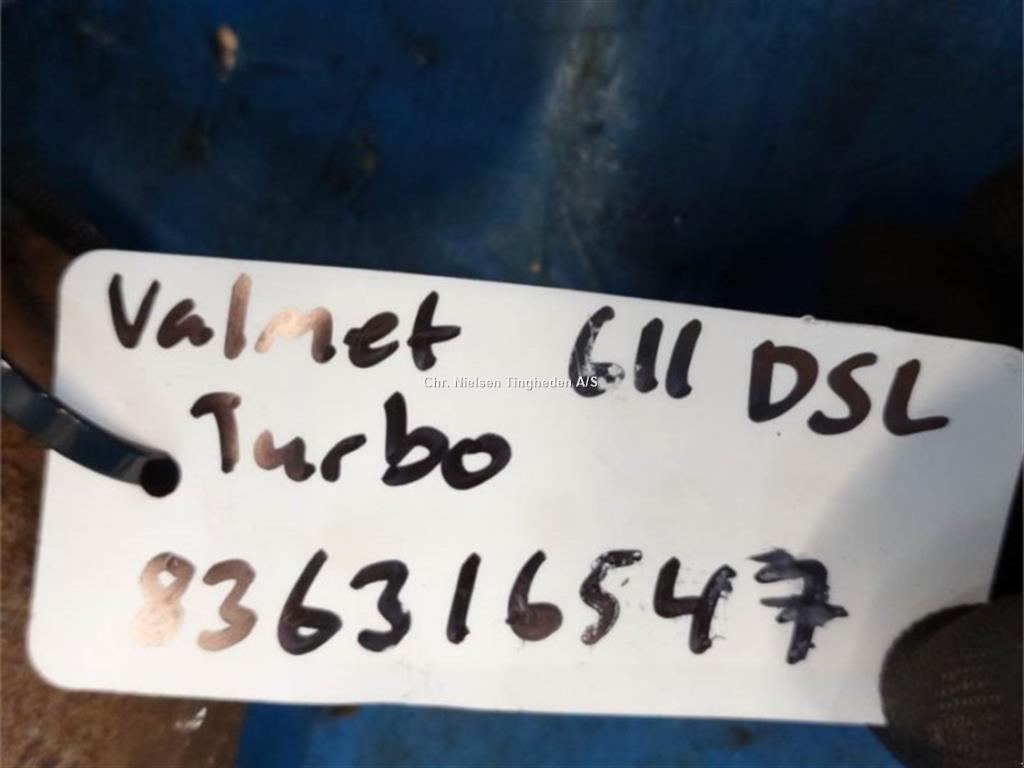 Valmet 611 DSL
Chr. Nielsen Tingheden A/S
Turbo
836316547